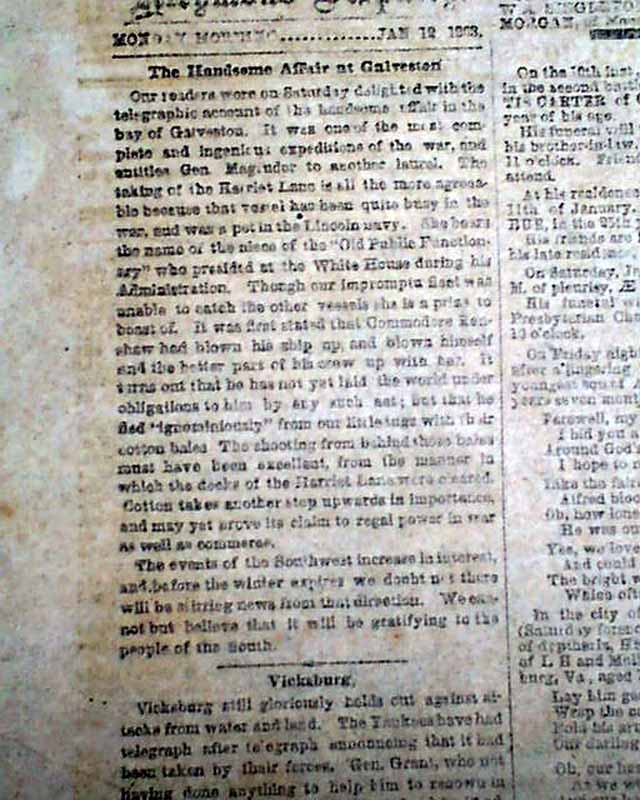 MONDAY MORNING............JAN 12 1863.
The Handsome Affair at Galveston
Our readers were on Saturday delighted with the
telegraphic account of the handsome affair in the
bay of Galveston. It was one of the most com-
plete and ingenious expeditions of the war, and
entitles Gen. Magruder to another laurel. The
taking of the Harriet Lane is all the more agreea-
ble because that vessel has been quite busy in the
war, and was a pet in the Lincoln navy. She bears
the name of the niece of the "Old Public Function-
ary" who presided at the White House during his
Administration. Though our impromptu fleet was
unable to catch the other vessels she is a prize to
boast of. It was first stated that Commodore Ren-
shaw had blown his ship up, and blown himself
and the better part of his crew up with her. It
turns out that he has not yet laid the world under
obligations to him by any such act; but that he
fled "ignominiously" from our little tugs with their
cotton bales. The shooting from behind those bales
must have been excellent, from the manner in
which the decks of the Harriet Lane were cleared.
Cotton takes another step upwards in importance,
and may yet prove its claim to regal power in war
as well as commerce.
The events of the Southwest increase in interest,
and before the winter expires we doubt not there
will be stirring news from that direction. We can-
not but believe that it will be gratifying to the
people of the South.
Vicksburg.
Vicksburg still gloriously holds out against at-
tacks from water and land. The Yankees have had
telegraph after telegraph announcing that it had
been taken by their forces. Gen. Grant, who not
having done anything to help him to renown in
MORGAN, of
On the 10th inst
in the second
TIS CARTER of
year of his age.
His funeral will
his brother-in-law.
11 o'clock. Friend
attend.
At his residence
11th of January,
BUE, in the 25th
His friends are
his late residence
On Saturday,
M. of pleurisy, Æ
His funeral
Presbyterian
o'clock.
On Friday night
after a lingering
youngest
years seven mont
Farewell, my
I bid you
Around God's
I hope to
Take the
Alfred
Oh, how lone
He was on
Yes, we love
And could
The bright
Which oft
In the city of
(Saturday
of diptheria,
of L H and
burg, Va, aged
Lay him
Wrap the
Fold his
Our darling
Oh, our
As we